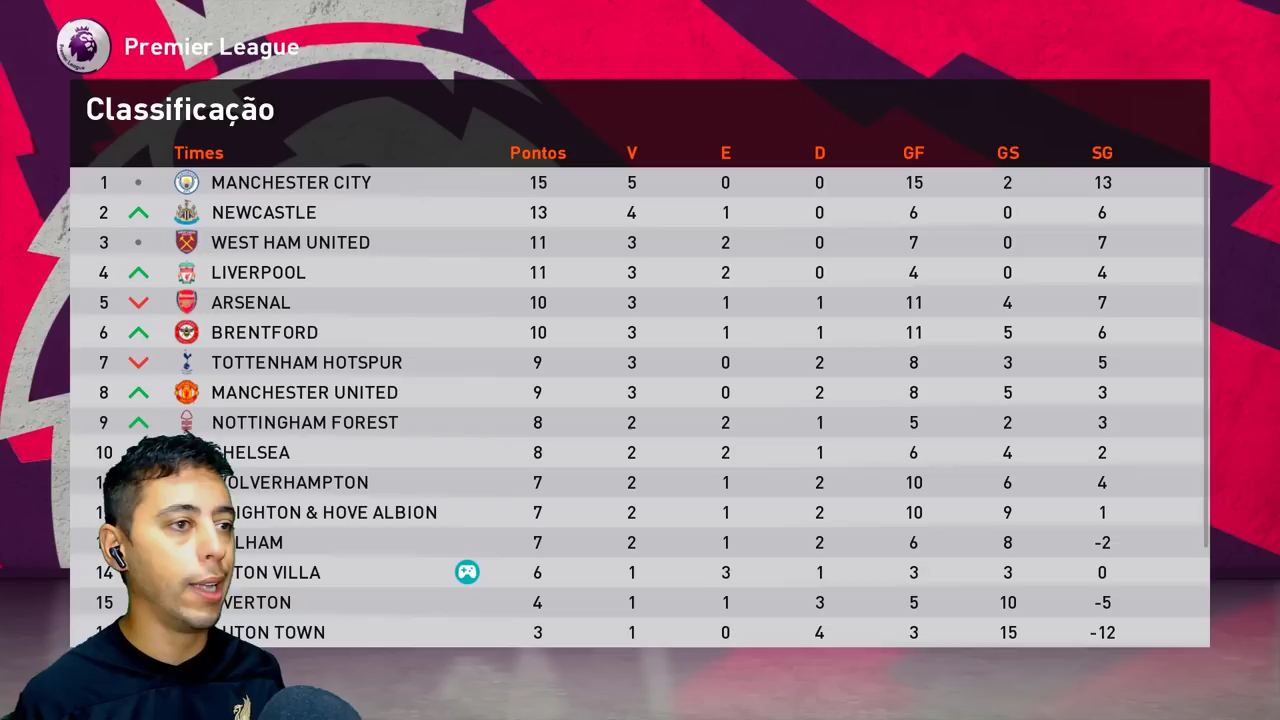 Premier League
Classificação
Times Pontos V E D GF GS SG
1 MANCHESTER CITY 15 5 0 0 15 2 13
2 NEWCASTLE 13 4 1 0 6 0 6
3 WEST HAM UNITED 11 3 2 0 7 0 7
4 LIVERPOOL 11 3 2 0 4 0 4
5 ARSENAL 10 3 1 1 11 4 7
6 BRENTFORD 10 3 1 1 11 5 6
7 TOTTENHAM HOTSPUR 9 3 0 2 8 3 5
8 MANCHESTER UNITED 9 3 0 2 8 5 3
9 NOTTINGHAM FOREST 8 2 2 1 5 2 3
10 HELSEA 8 2 2 1 6 4 2
1 OLVERHAMPTON 7 2 1 2 10 6 4
1 IGHTON & HOVE ALBION 7 2 1 2 10 9 1
1 LHAM 7 2 1 2 6 8 -2
14 TON VILLA 6 1 3 1 3 3 0
15 VERTON 4 1 1 3 5 10 -5
1 UTON TOWN 3 1 0 4 3 15 -12